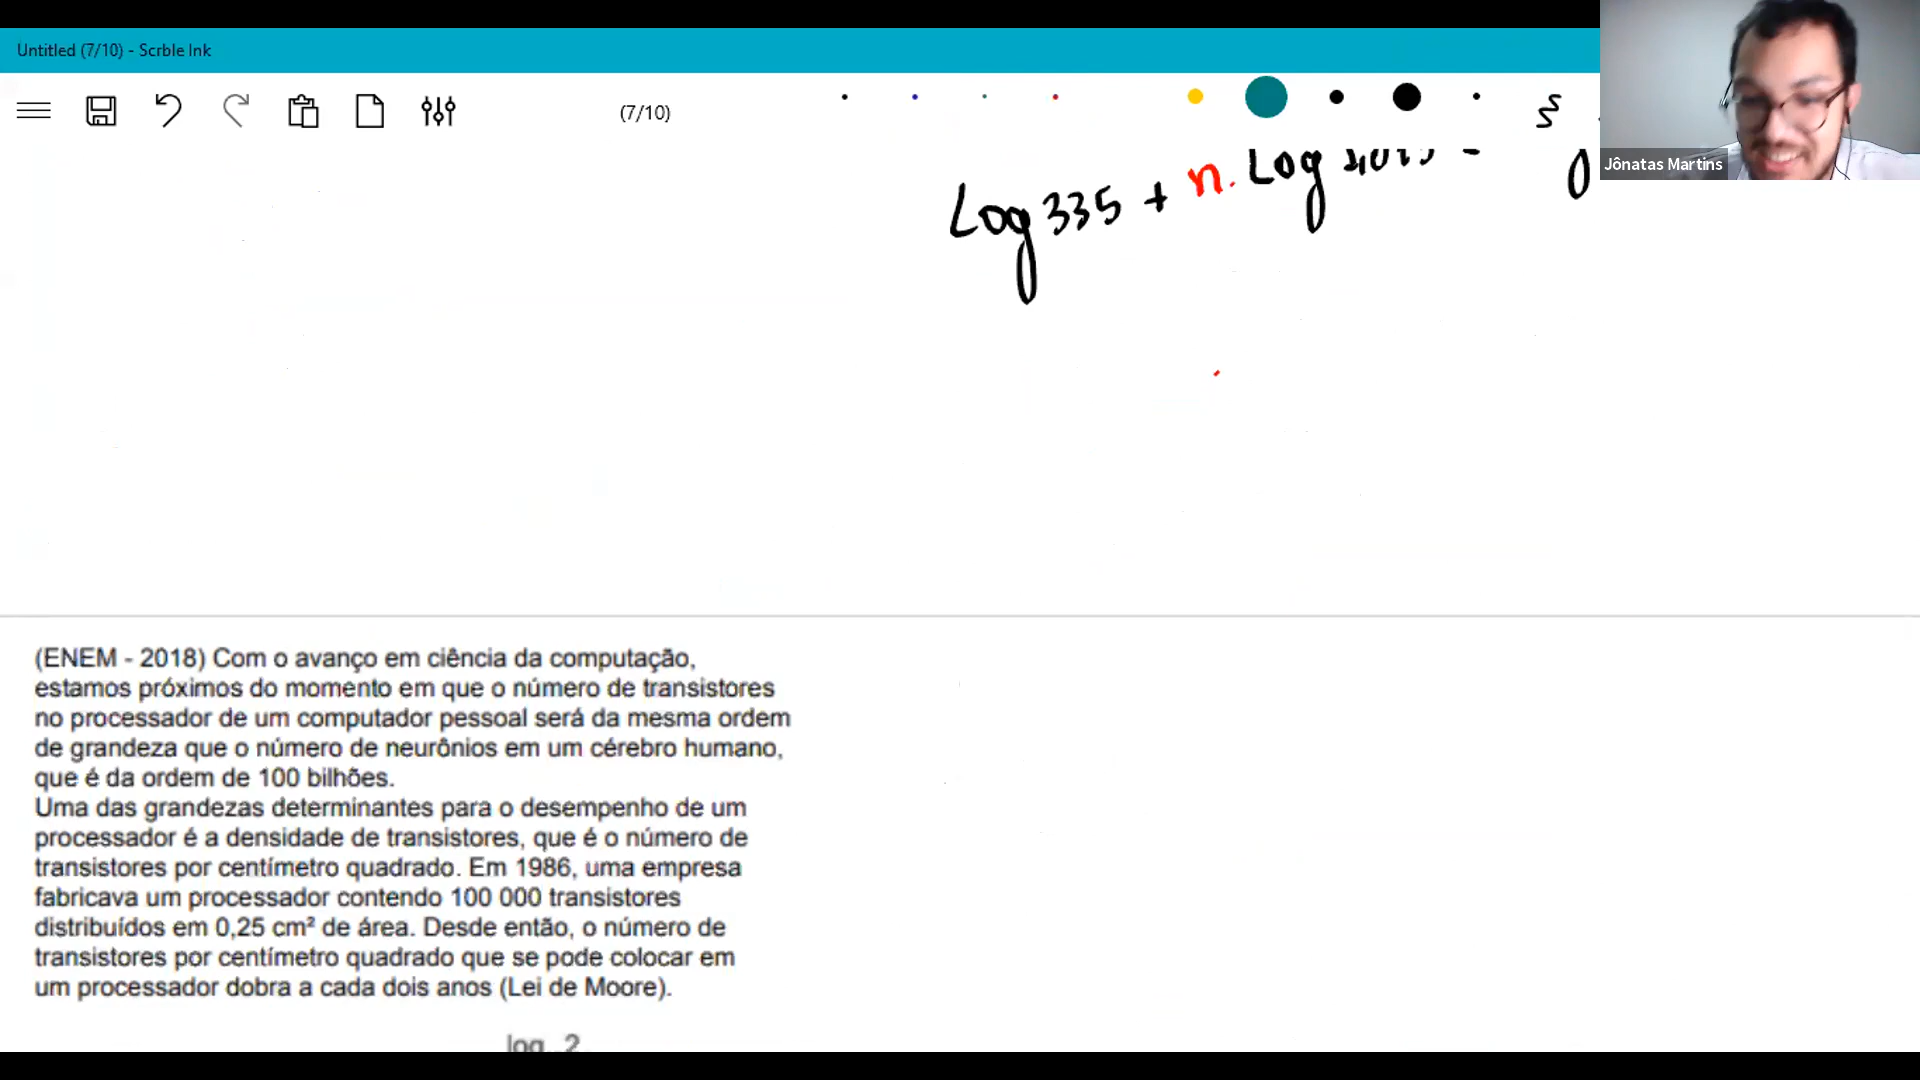 Untitled (7/10) - Scrble Ink
(7/10)
Jônatas Martins
Log 335 + n. Log
(ENEM - 2018) Com o avanço em ciência da computação,
estamos próximos do momento em que o número de transistores
no processador de um computador pessoal será da mesma ordem
de grandeza que o número de neurônios em um cérebro humano,
que é da ordem de 100 bilhões.
Uma das grandezas determinantes para o desempenho de um
processador é a densidade de transistores, que é o número de
transistores por centímetro quadrado. Em 1986, uma empresa
fabricava um processador contendo 100 000 transistores
distribuídos em 0,25 cm² de área. Desde então, o número de
transistores por centímetro quadrado que se pode colocar em
um processador dobra a cada dois anos (Lei de Moore).
log 2